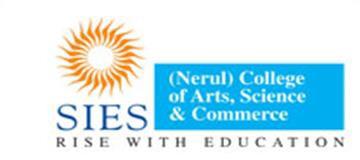 (Nerul) College
of Arts, Science
& Commerce
SIES
RISE WITH EDUCATION